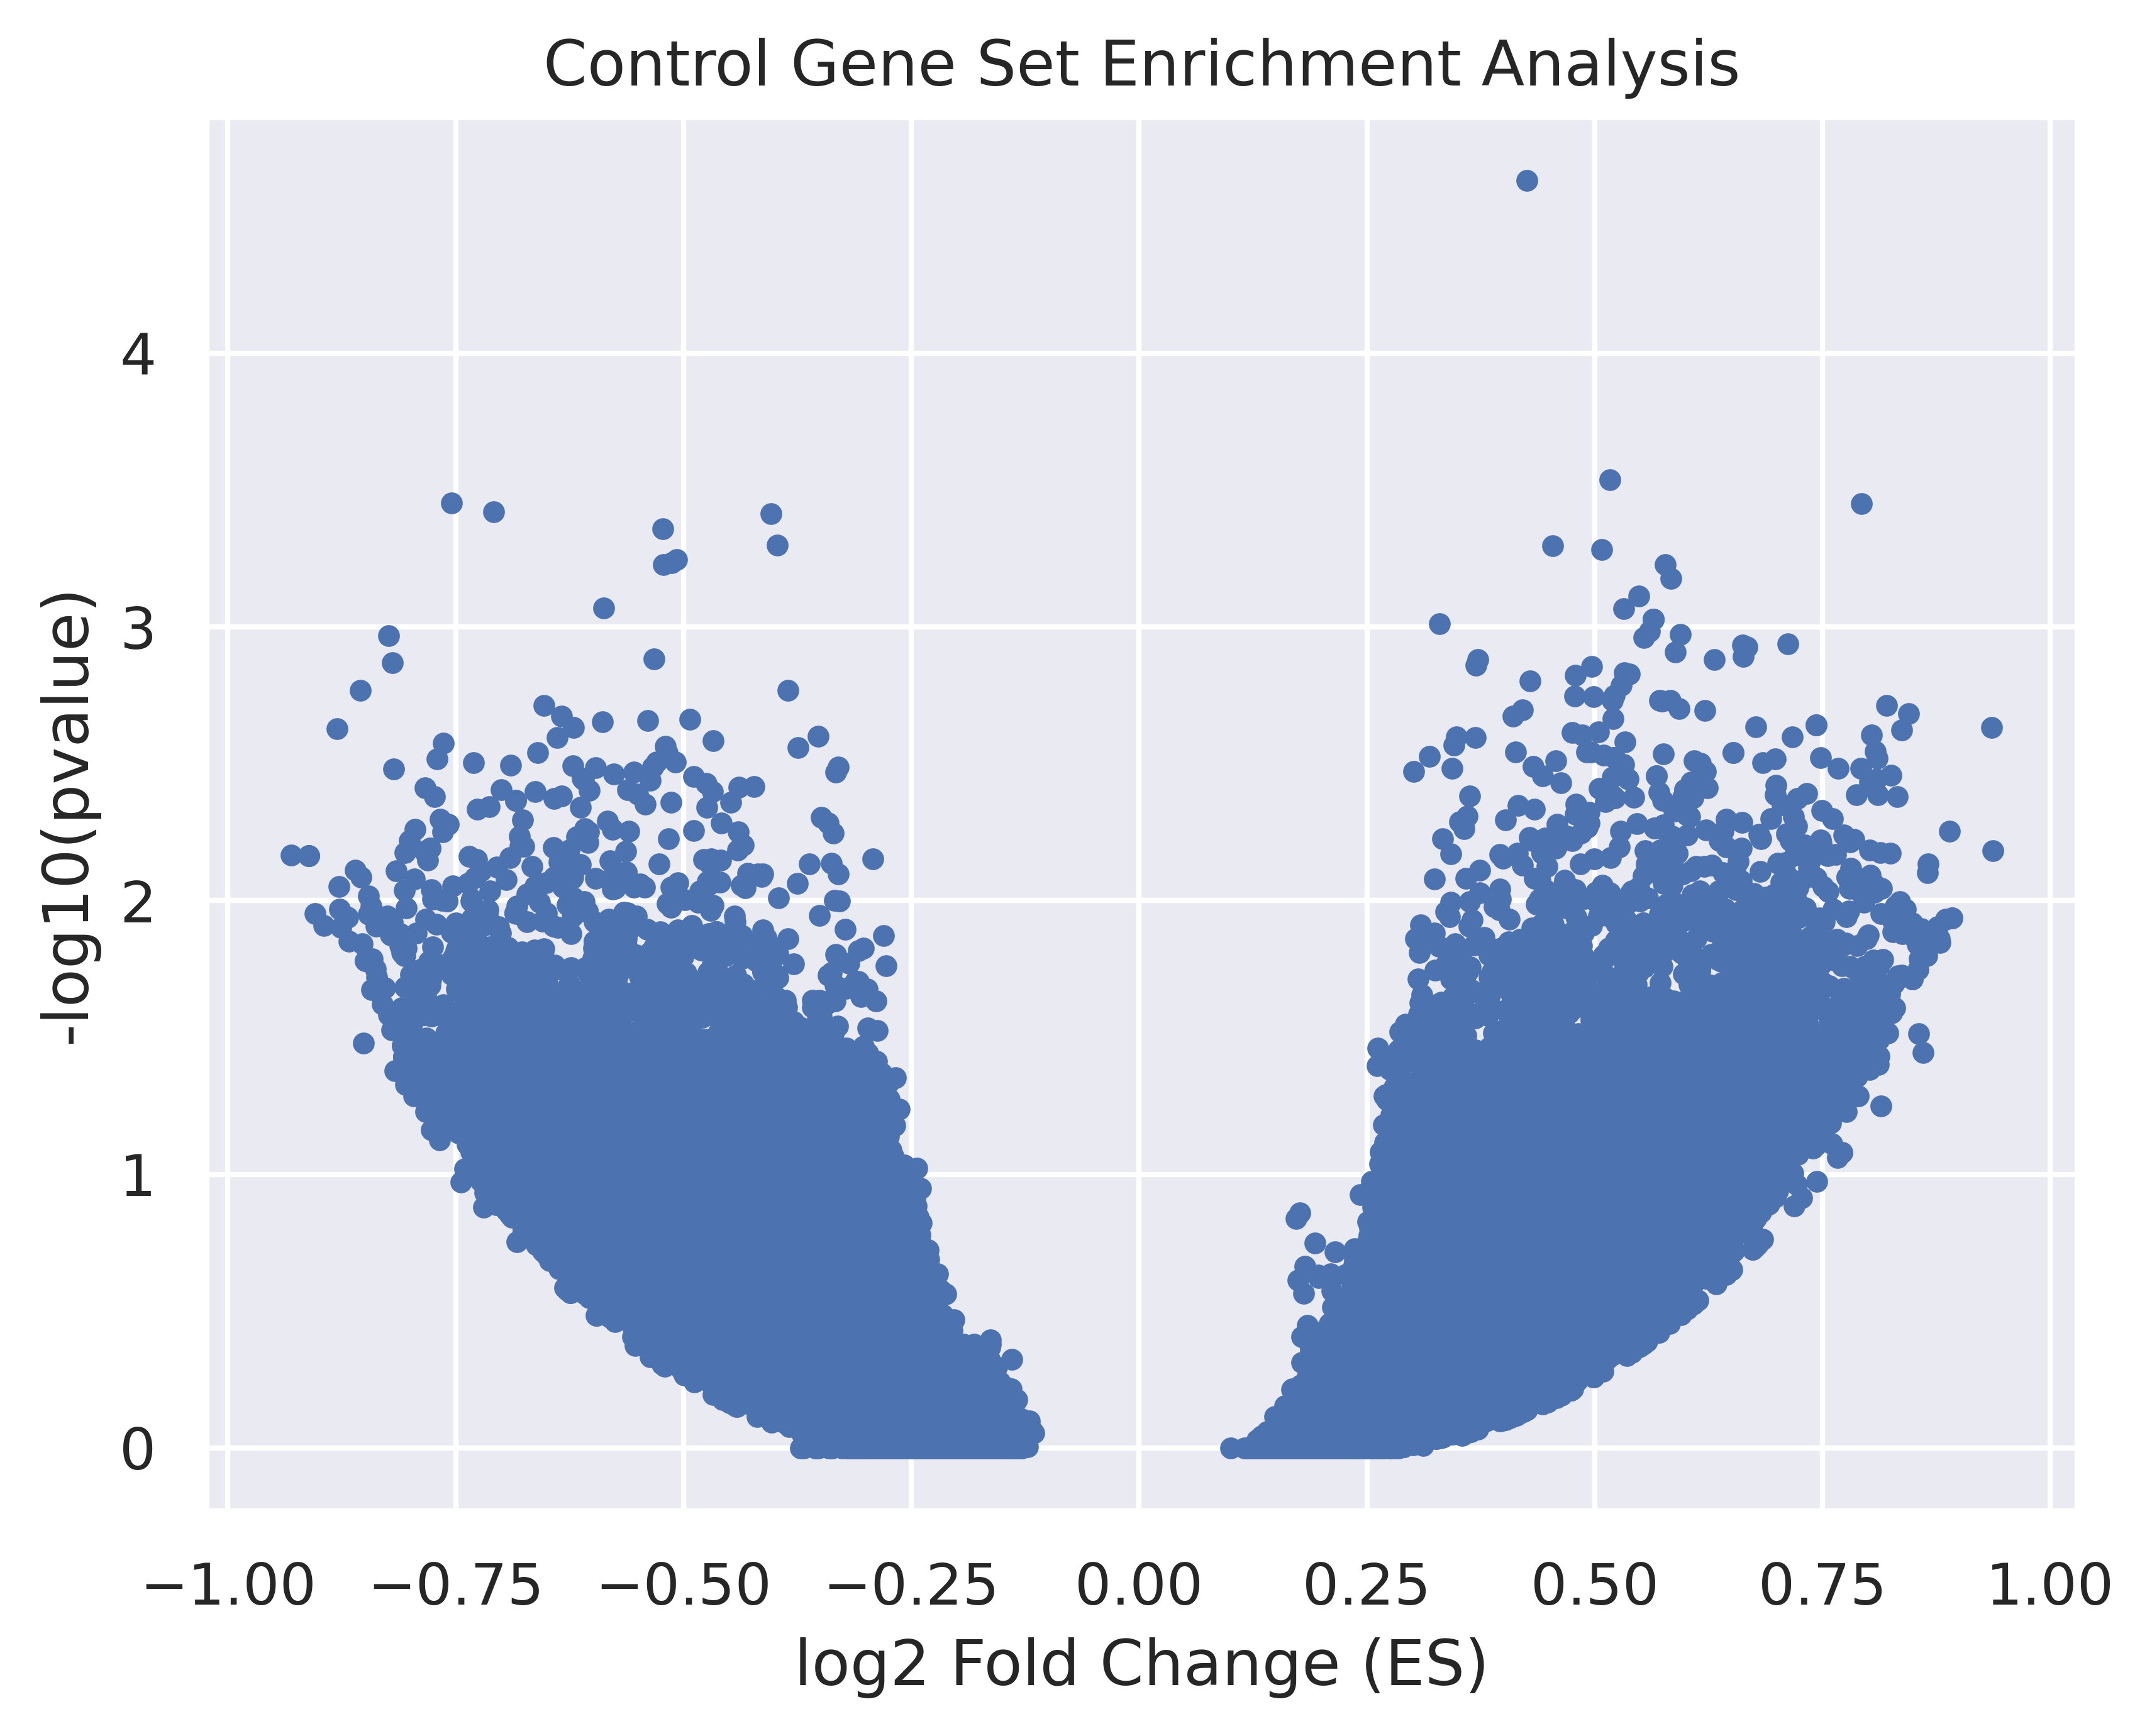 Control Gene Set Enrichment Analysis
4
3
2
1
0
-log10(pvalue)
−1.00 −0.75 −0.50 −0.25 0.00 0.25 0.50 0.75 1.00
log2 Fold Change (ES)